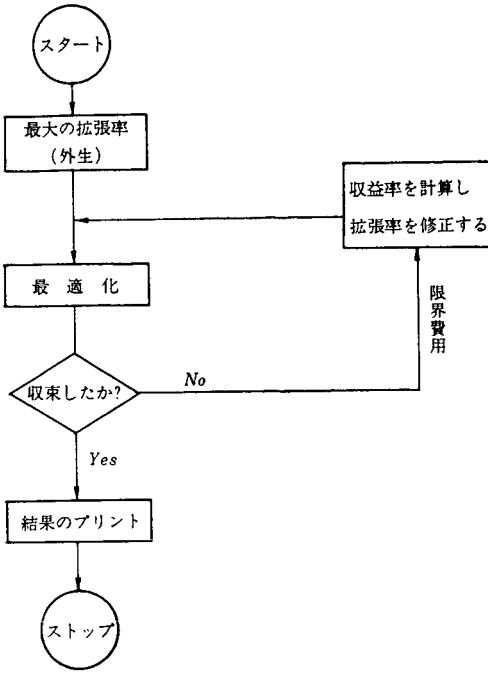 スタート
最大の拡張率
(外生)
収益率を計算し
拡張率を修正する
最適化
限界費用
収束したか?
No
Yes
結果のプリント
ストップ